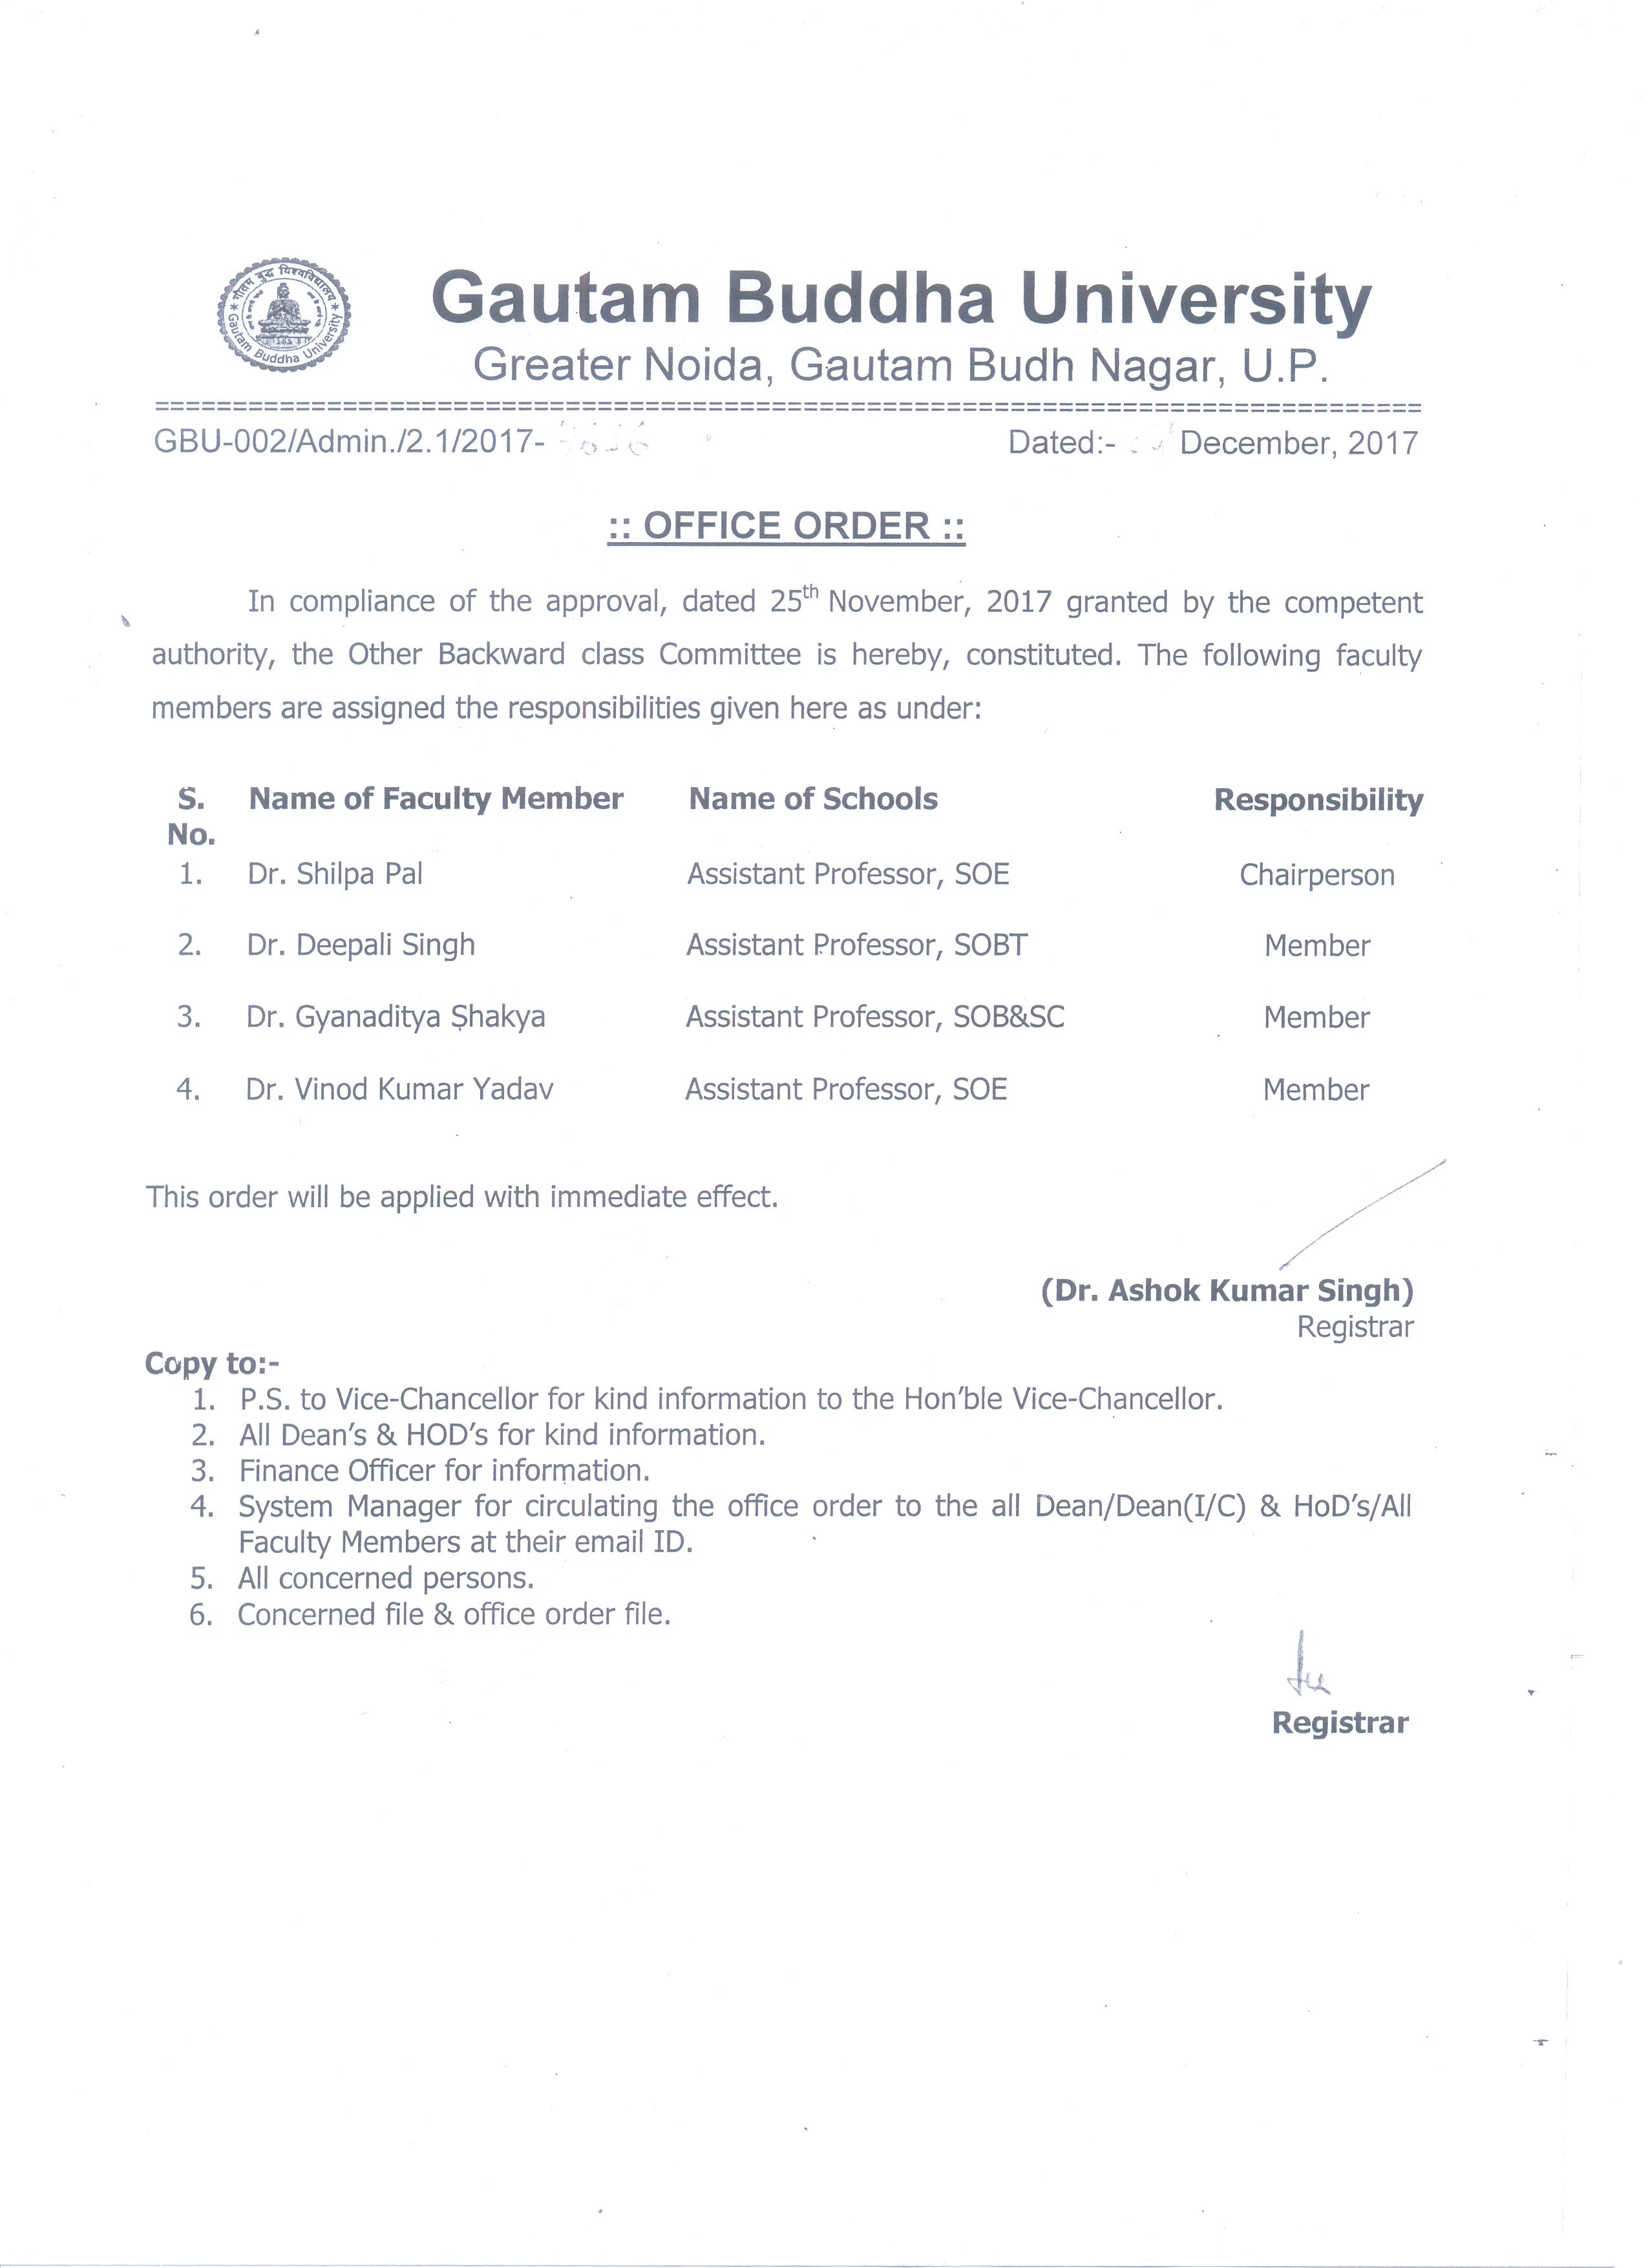 गौतम बुद्ध विश्वविद्यालय
* Gautam Buddha University *
Gautam Buddha University
Greater Noida, Gautam Budh Nagar, U.P.
GBU-002/Admin./2.1/2017- Dated:- December, 2017
:: OFFICE ORDER ::
In compliance of the approval, dated 25th November, 2017 granted by the competent
authority, the Other Backward class Committee is hereby, constituted. The following faculty
members are assigned the responsibilities given here as under:
S. Name of Faculty Member Name of Schools Responsibility
No.
1. Dr. Shilpa Pal Assistant Professor, SOE Chairperson
2. Dr. Deepali Singh Assistant Professor, SOBT Member
3. Dr. Gyanaditya Shakya Assistant Professor, SOB&SC Member
4. Dr. Vinod Kumar Yadav Assistant Professor, SOE Member
This order will be applied with immediate effect.
(Dr. Ashok Kumar Singh)
Registrar
Copy to:-
1. P.S. to Vice-Chancellor for kind information to the Hon'ble Vice-Chancellor.
2. All Dean's & HOD's for kind information.
3. Finance Officer for information.
4. System Manager for circulating the office order to the all Dean/Dean(I/C) & HoD's/All
Faculty Members at their email ID.
5. All concerned persons.
6. Concerned file & office order file.
Registrar